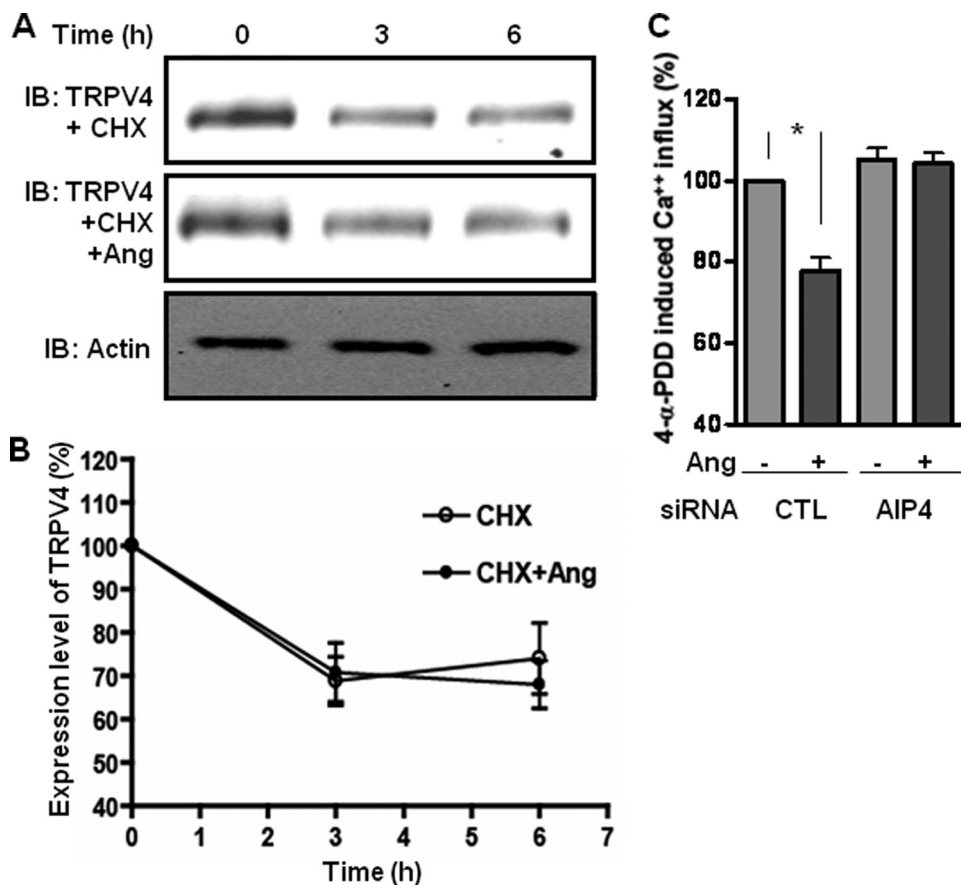 A
Time (h) 0 3 6
IB: TRPV4
+ CHX
IB: TRPV4
+CHX
+Ang
IB: Actin
B
Expression level of TRPV4 (%)
120
110
100
90
80
70
60
50
40
0 1 2 3 4 5 6 7
Time (h)
CHX
CHX+Ang
C
4-α-PDD induced Ca⁺⁺ influx (%)
120
100
80
60
40
*
Ang - + - +
siRNA CTL AIP4